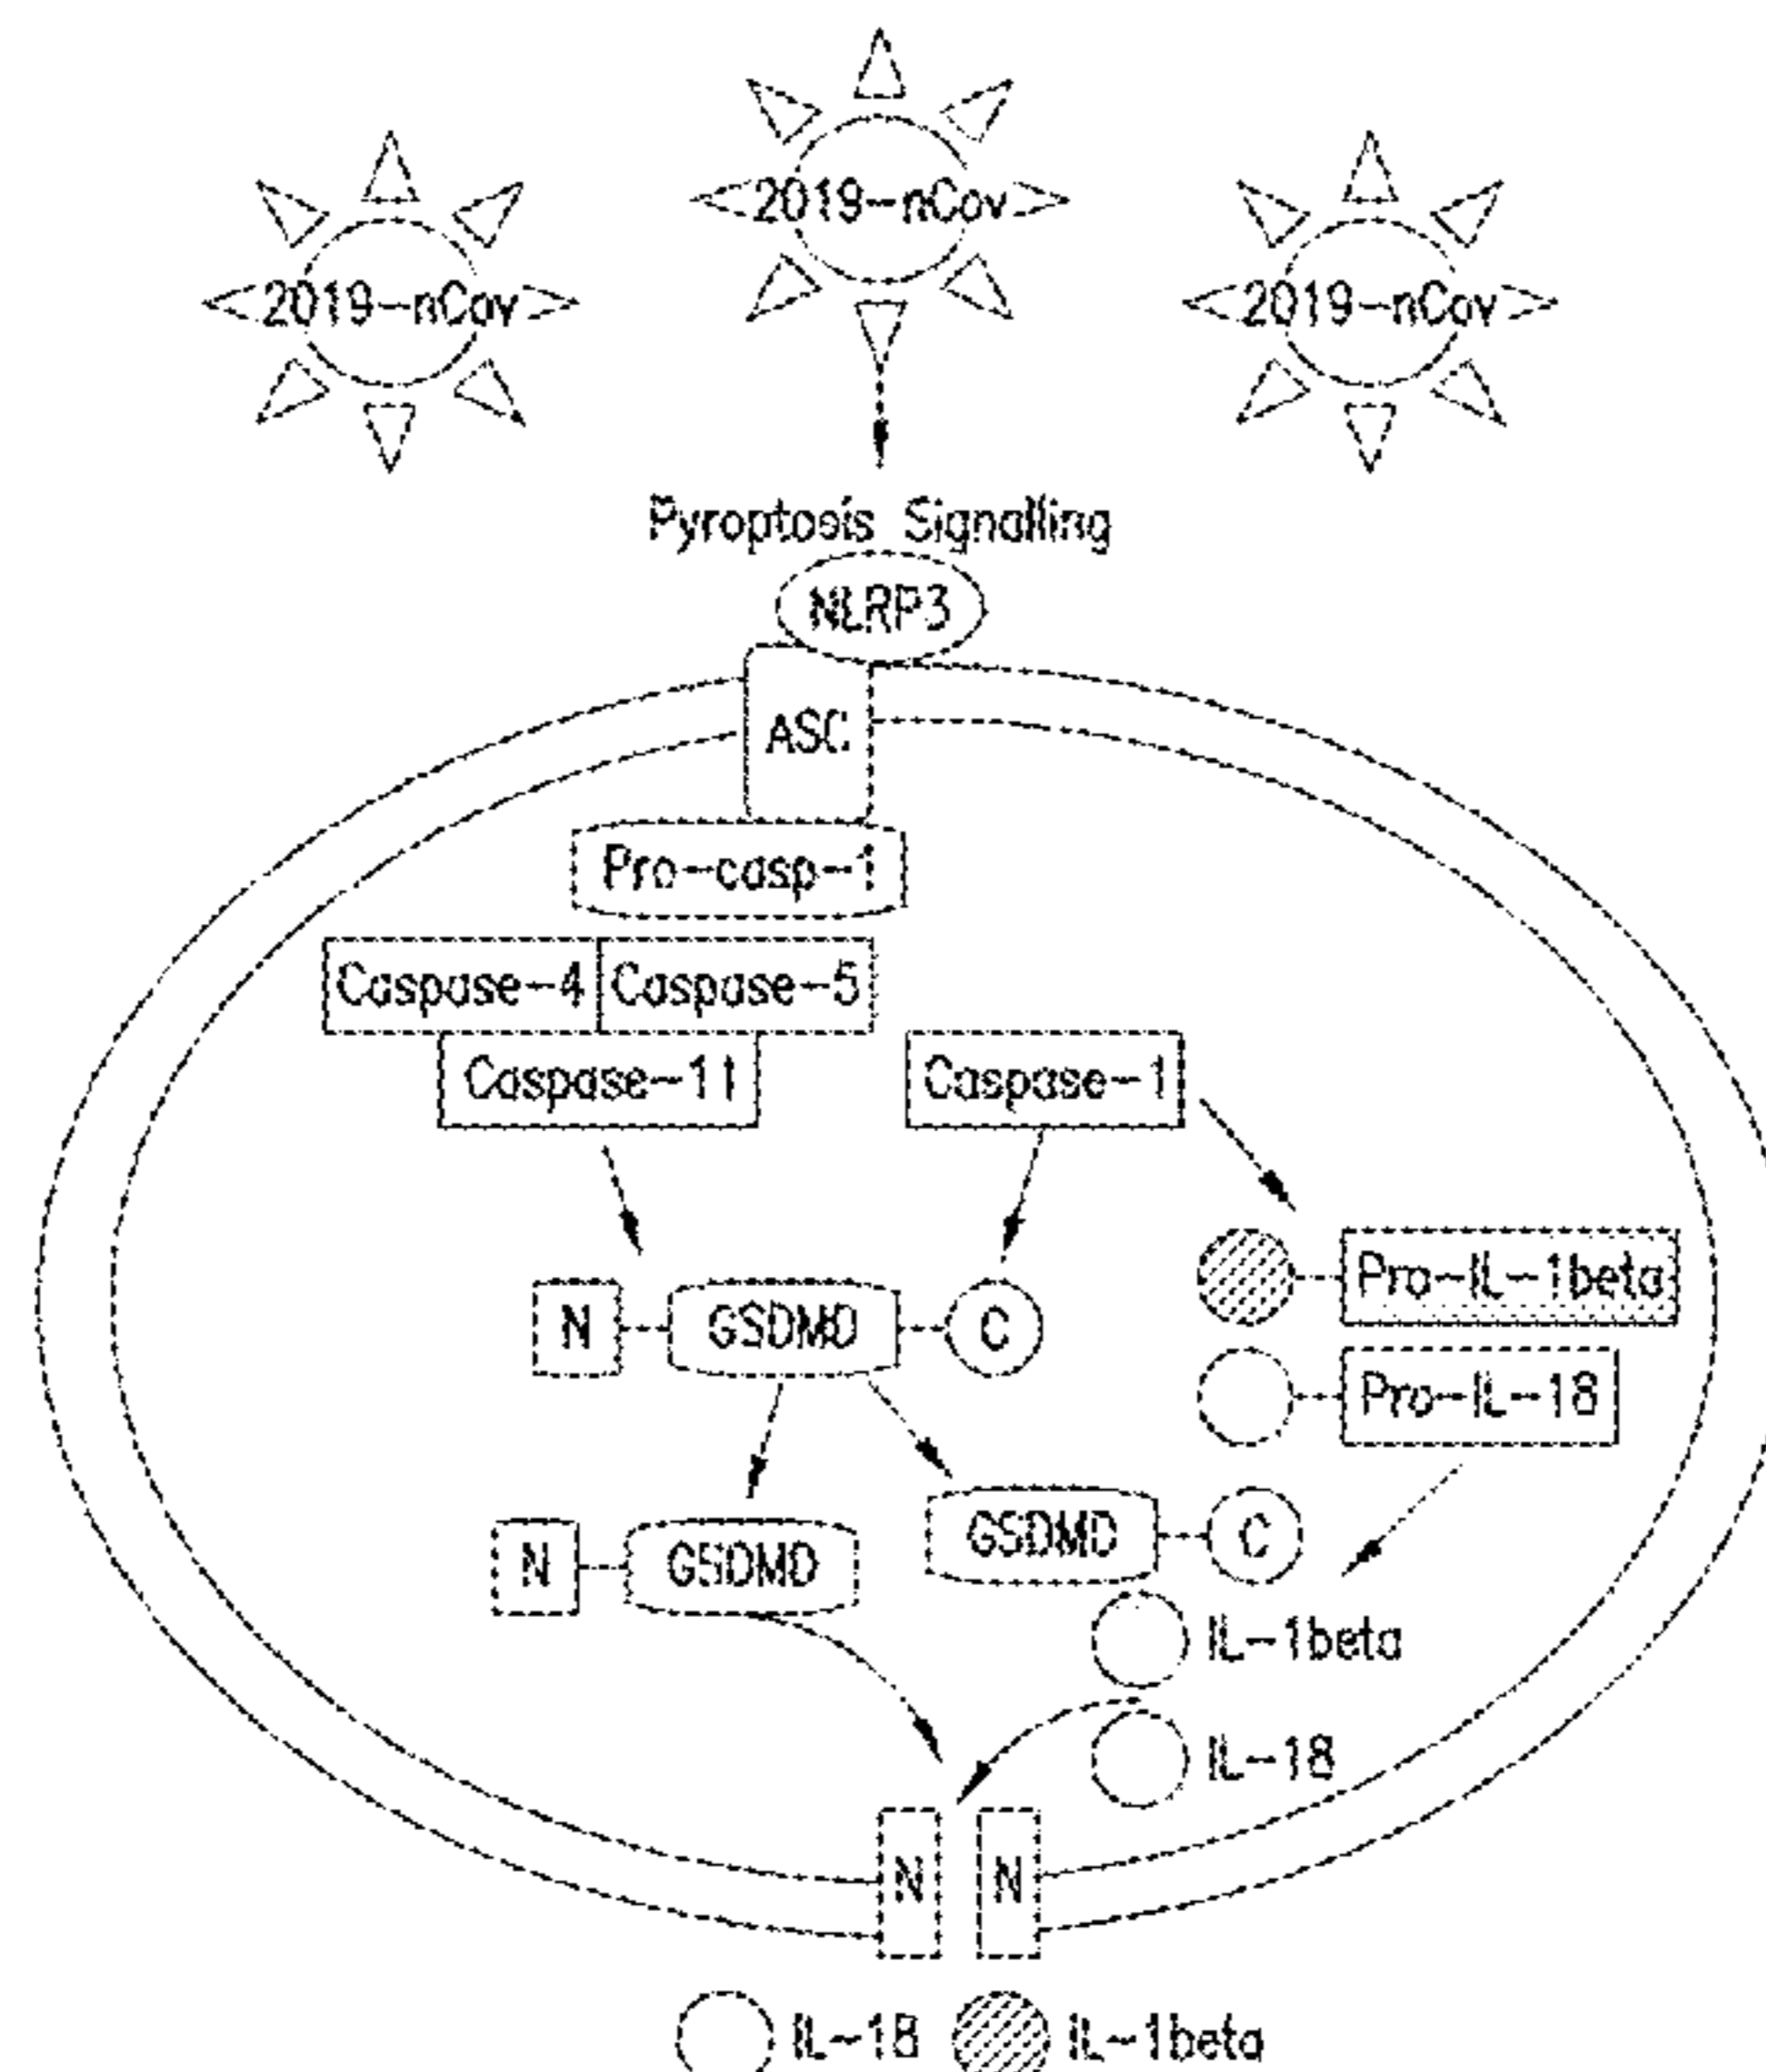 2019-nCov
2019-nCov
2019-nCov
Pyroptosis Signalling
NLRP3
ASC
Pro-casp-1
Caspase-4 Caspase-5
Caspase-11 Caspase-1
Pro-IL-1beta
N GSDMD C
Pro-IL-18
GSDMD C
N GSDMD
IL-1beta
IL-18
N N
IL-18 IL-1beta